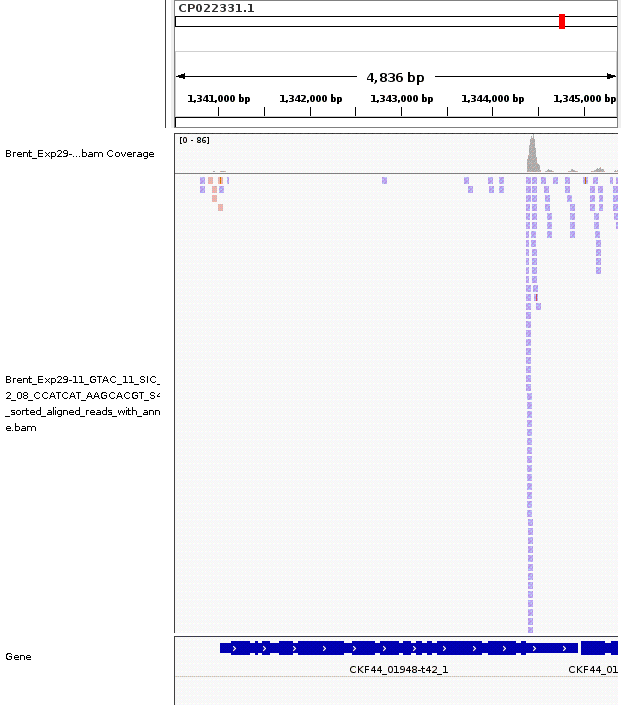 CP022331.1
4,836 bp
1,341,000 bp 1,342,000 bp 1,343,000 bp 1,344,000 bp 1,345,000 bp
Brent_Exp29-...bam Coverage
[0 - 86]
Brent_Exp29-11_GTAC_11_SIC_
2_08_CCATCAT_AAGCACGT_S4
_sorted_aligned_reads_with_ann
e.bam
Gene
CKF44_01948-t42_1
CKF44_01